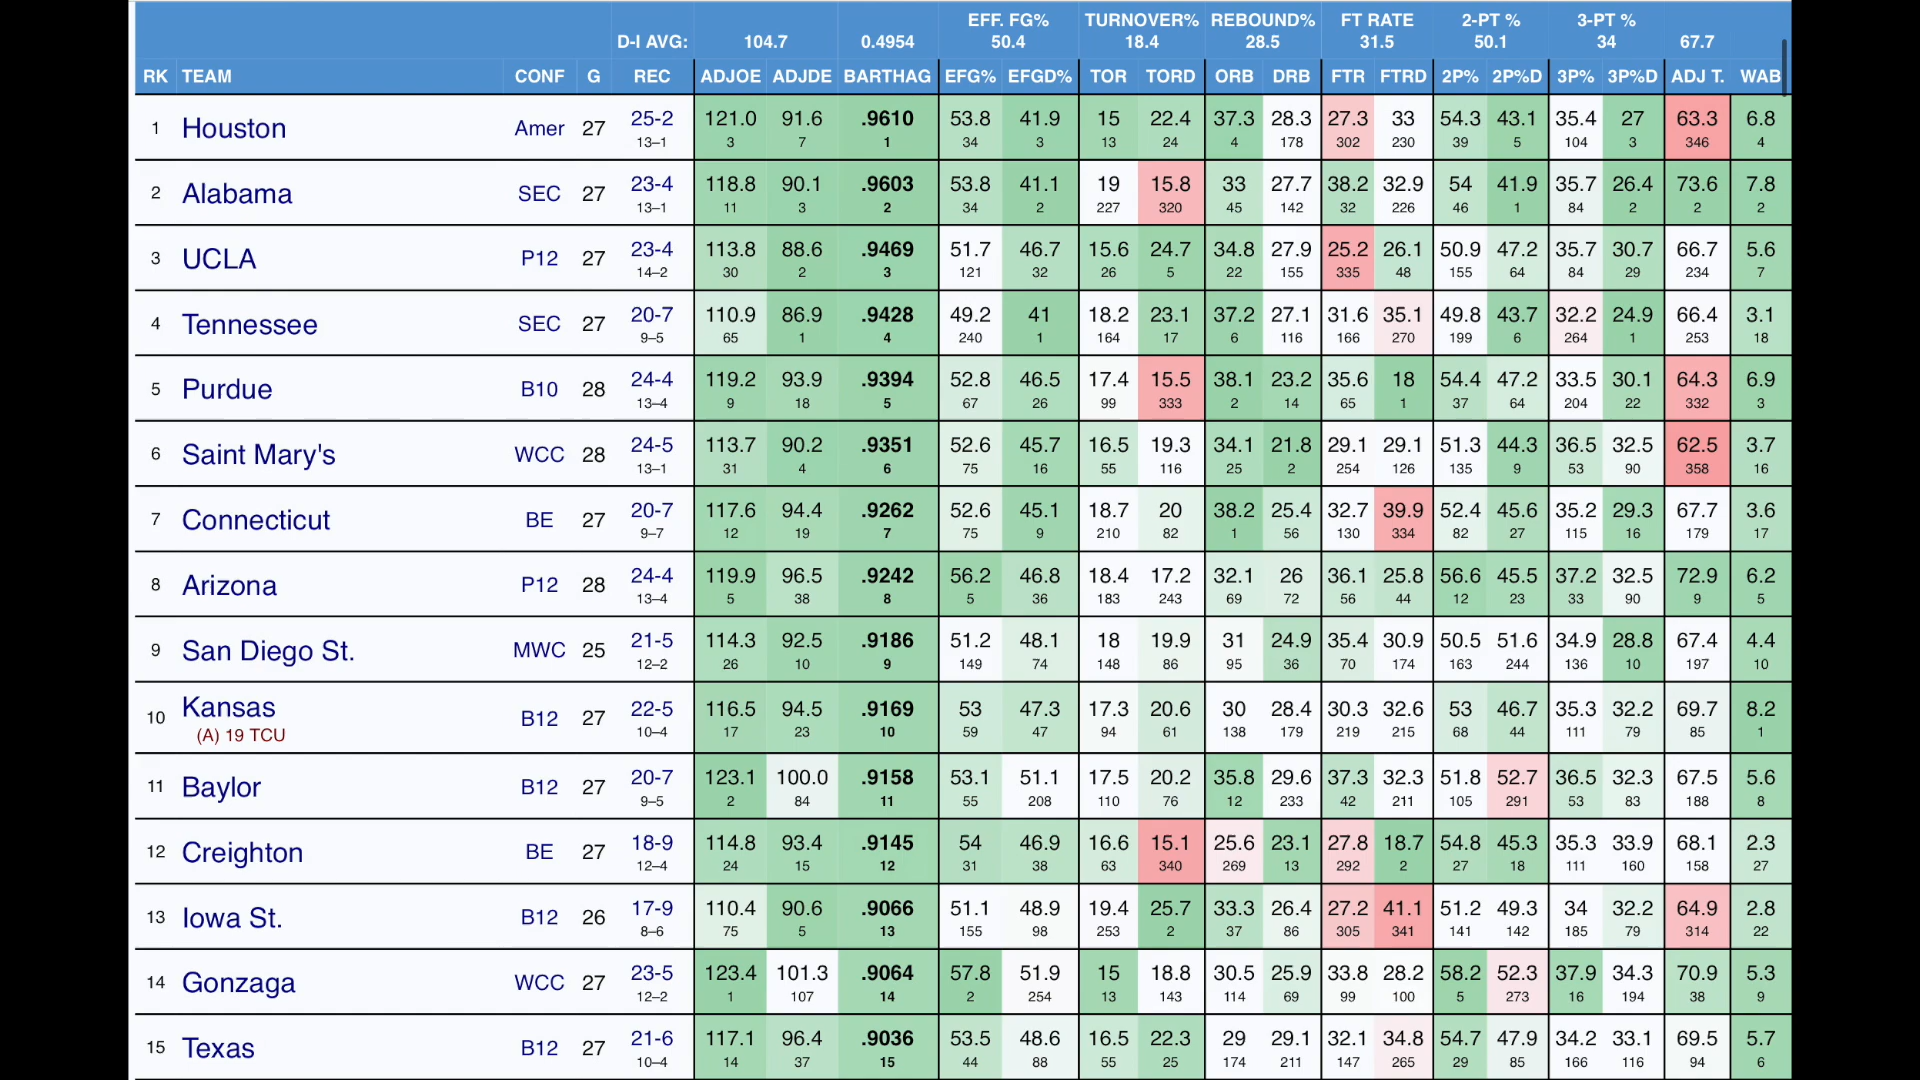 EFF. FG% TURNOVER% REBOUND% FT RATE 2-PT % 3-PT %
D-I AVG: 104.7 0.4954 50.4 18.4 28.5 31.5 50.1 34 67.7
RK TEAM CONF G REC ADJOE ADJDE BARTHAG EFG% EFGD% TOR TORD ORB DRB FTR FTRD 2P% 2P%D 3P% 3P%D ADJ T. WAB
1 Houston Amer 27 25-2 121.0 91.6 .9610 53.8 41.9 15 22.4 37.3 28.3 27.3 33 54.3 43.1 35.4 27 63.3 6.8
13–1 3 7 1 34 3 13 24 4 178 302 230 39 5 104 3 346 4
2 Alabama SEC 27 23-4 118.8 90.1 .9603 53.8 41.1 19 15.8 33 27.7 38.2 32.9 54 41.9 35.7 26.4 73.6 7.8
13–1 11 3 2 34 2 227 320 45 142 32 226 46 1 84 2 2 2
3 UCLA P12 27 23-4 113.8 88.6 .9469 51.7 46.7 15.6 24.7 34.8 27.9 25.2 26.1 50.9 47.2 35.7 30.7 66.7 5.6
14–2 30 2 3 121 32 26 5 22 155 335 48 155 64 84 29 234 7
4 Tennessee SEC 27 20-7 110.9 86.9 .9428 49.2 41 18.2 23.1 37.2 27.1 31.6 35.1 49.8 43.7 32.2 24.9 66.4 3.1
9–5 65 1 4 240 1 164 17 6 116 166 270 199 6 264 1 253 18
5 Purdue B10 28 24-4 119.2 93.9 .9394 52.8 46.5 17.4 15.5 38.1 23.2 35.6 18 54.4 47.2 33.5 30.1 64.3 6.9
13–4 9 18 5 67 26 99 333 2 14 65 1 37 64 204 22 332 3
6 Saint Mary's WCC 28 24-5 113.7 90.2 .9351 52.6 45.7 16.5 19.3 34.1 21.8 29.1 29.1 51.3 44.3 36.5 32.5 62.5 3.7
13–1 31 4 6 75 16 55 116 25 2 254 126 135 9 53 90 358 16
7 Connecticut BE 27 20-7 117.6 94.4 .9262 52.6 45.1 18.7 20 38.2 25.4 32.7 39.9 52.4 45.6 35.2 29.3 67.7 3.6
9–7 12 19 7 75 9 210 82 1 56 130 334 82 27 115 16 179 17
8 Arizona P12 28 24-4 119.9 96.5 .9242 56.2 46.8 18.4 17.2 32.1 26 36.1 25.8 56.6 45.5 37.2 32.5 72.9 6.2
13–4 5 38 8 5 36 183 243 69 72 56 44 12 23 33 90 9 5
9 San Diego St. MWC 25 21-5 114.3 92.5 .9186 51.2 48.1 18 19.9 31 24.9 35.4 30.9 50.5 51.6 34.9 28.8 67.4 4.4
12–2 26 10 9 149 74 148 86 95 36 70 174 163 244 136 10 197 10
10 Kansas B12 27 22-5 116.5 94.5 .9169 53 47.3 17.3 20.6 30 28.4 30.3 32.6 53 46.7 35.3 32.2 69.7 8.2
(A) 19 TCU 10–4 17 23 10 59 47 94 61 138 179 219 215 68 44 111 79 85 1
11 Baylor B12 27 20-7 123.1 100.0 .9158 53.1 51.1 17.5 20.2 35.8 29.6 37.3 32.3 51.8 52.7 36.5 32.3 67.5 5.6
9–5 2 84 11 55 208 110 76 12 233 42 211 105 291 53 83 188 8
12 Creighton BE 27 18-9 114.8 93.4 .9145 54 46.9 16.6 15.1 25.6 23.1 27.8 18.7 54.8 45.3 35.3 33.9 68.1 2.3
12–4 24 15 12 31 38 63 340 269 13 292 2 27 18 111 160 158 27
13 Iowa St. B12 26 17-9 110.4 90.6 .9066 51.1 48.9 19.4 25.7 33.3 26.4 27.2 41.1 51.2 49.3 34 32.2 64.9 2.8
8–6 75 5 13 155 98 253 2 37 86 305 341 141 142 185 79 314 22
14 Gonzaga WCC 27 23-5 123.4 101.3 .9064 57.8 51.9 15 18.8 30.5 25.9 33.8 28.2 58.2 52.3 37.9 34.3 70.9 5.3
12–2 1 107 14 2 254 13 143 114 69 99 100 5 273 16 194 38 9
15 Texas B12 27 21-6 117.1 96.4 .9036 53.5 48.6 16.5 22.3 29 29.1 32.1 34.8 54.7 47.9 34.2 33.1 69.5 5.7
10–4 14 37 15 44 88 55 25 174 211 147 265 29 85 166 116 94 6